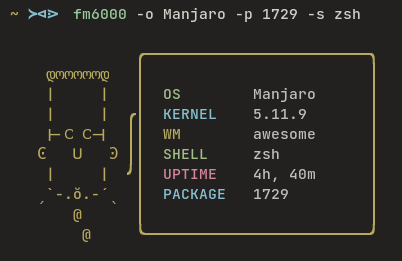 ~ ⪢⋪⪢ fm6000 -o Manjaro -p 1729 -s zsh
OS Manjaro
KERNEL 5.11.9
WM awesome
SHELL zsh
UPTIME 4h, 40m
PACKAGE 1729